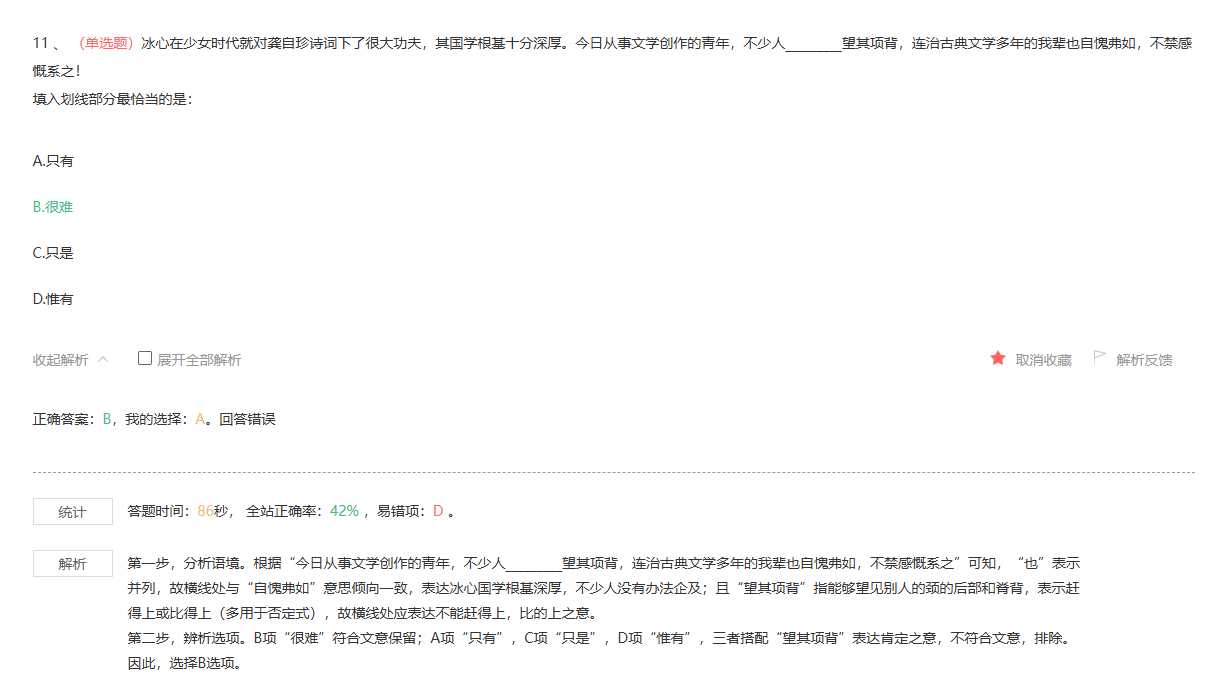 11 、 （单选题）冰心在少女时代就对龚自珍诗词下了很大功夫，其国学根基十分深厚。今日从事文学创作的青年，不少人________望其项背，连治古典文学多年的我辈也自愧弗如，不禁感
慨系之！
填入划线部分最恰当的是：
A.只有
B.很难
C.只是
D.惟有
收起解析 展开全部解析 取消收藏 解析反馈
正确答案：B，我的选择：A。回答错误
统计 答题时间：86秒， 全站正确率：42% ，易错项：D 。
解析 第一步，分析语境。根据“今日从事文学创作的青年，不少人________望其项背，连治古典文学多年的我辈也自愧弗如，不禁感慨系之”可知，“也”表示
并列，故横线处与“自愧弗如”意思倾向一致，表达冰心国学根基深厚，不少人没有办法企及；且“望其项背”指能够望见别人的颈的后部和脊背，表示赶
得上或比得上（多用于否定式），故横线处应表达不能赶得上，比的上之意。
第二步，辨析选项。B项“很难”符合文意保留；A项“只有”，C项“只是”，D项“惟有”，三者搭配“望其项背”表达肯定之意，不符合文意，排除。
因此，选择B选项。